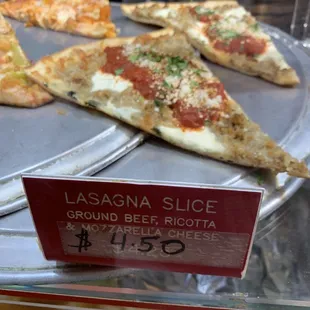 LASAGNA SLICE
GROUND BEEF, RICOTTA
& MOZZARELLA CHEESE
$ 4.50